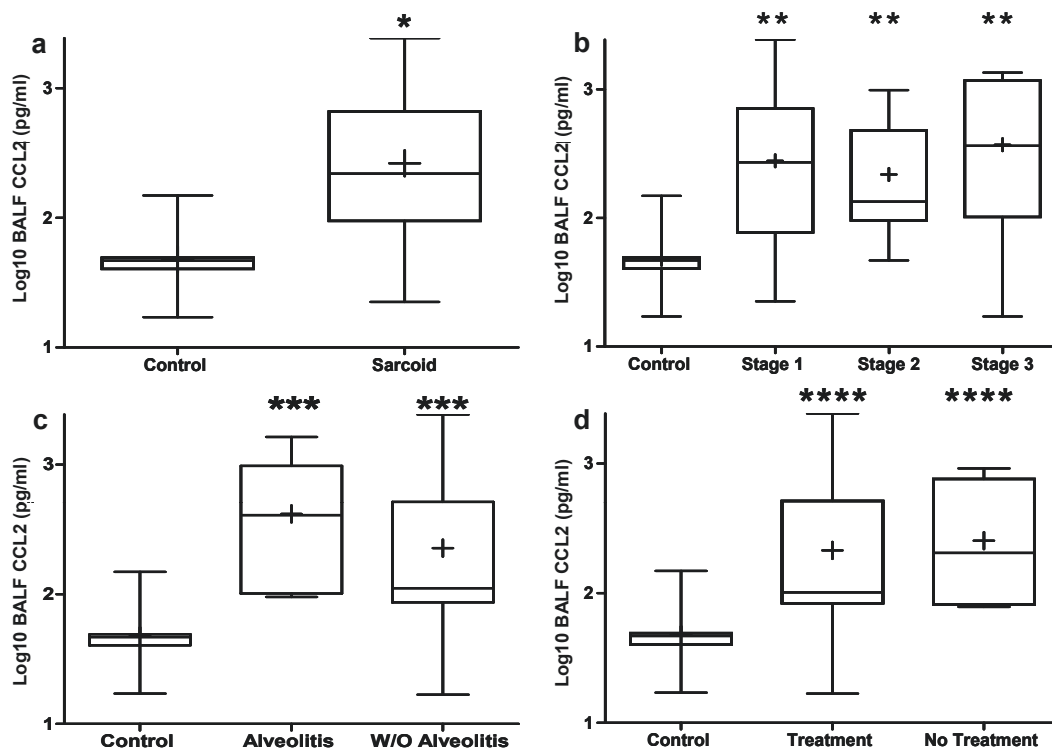 a
*
Log10 BALF CCL2 (pg/ml)
3
2
1
Control Sarcoid
b
** ** **
Log10 BALF CCL2 (pg/ml)
3
2
1
Control Stage 1 Stage 2 Stage 3
c
*** ***
Log10 BALF CCL2 (pg/ml)
3
2
1
Control Alveolitis W/O Alveolitis
d
**** ****
Log10 BALF CCL2 (pg/ml)
3
2
1
Control Treatment No Treatment